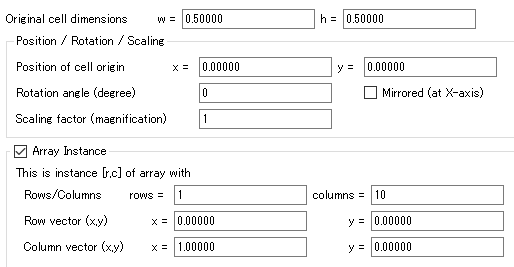 Original cell dimensions w = 0.50000 h = 0.50000
Position / Rotation / Scaling
Position of cell origin x = 0.00000 y = 0.00000
Rotation angle (degree) 0 Mirrored (at X-axis)
Scaling factor (magnification) 1
Array Instance
This is instance [r,c] of array with
Rows/Columns rows = 1 columns = 10
Row vector (x,y) x = 0.00000 y = 0.00000
Column vector (x,y) x = 1.00000 y = 0.00000